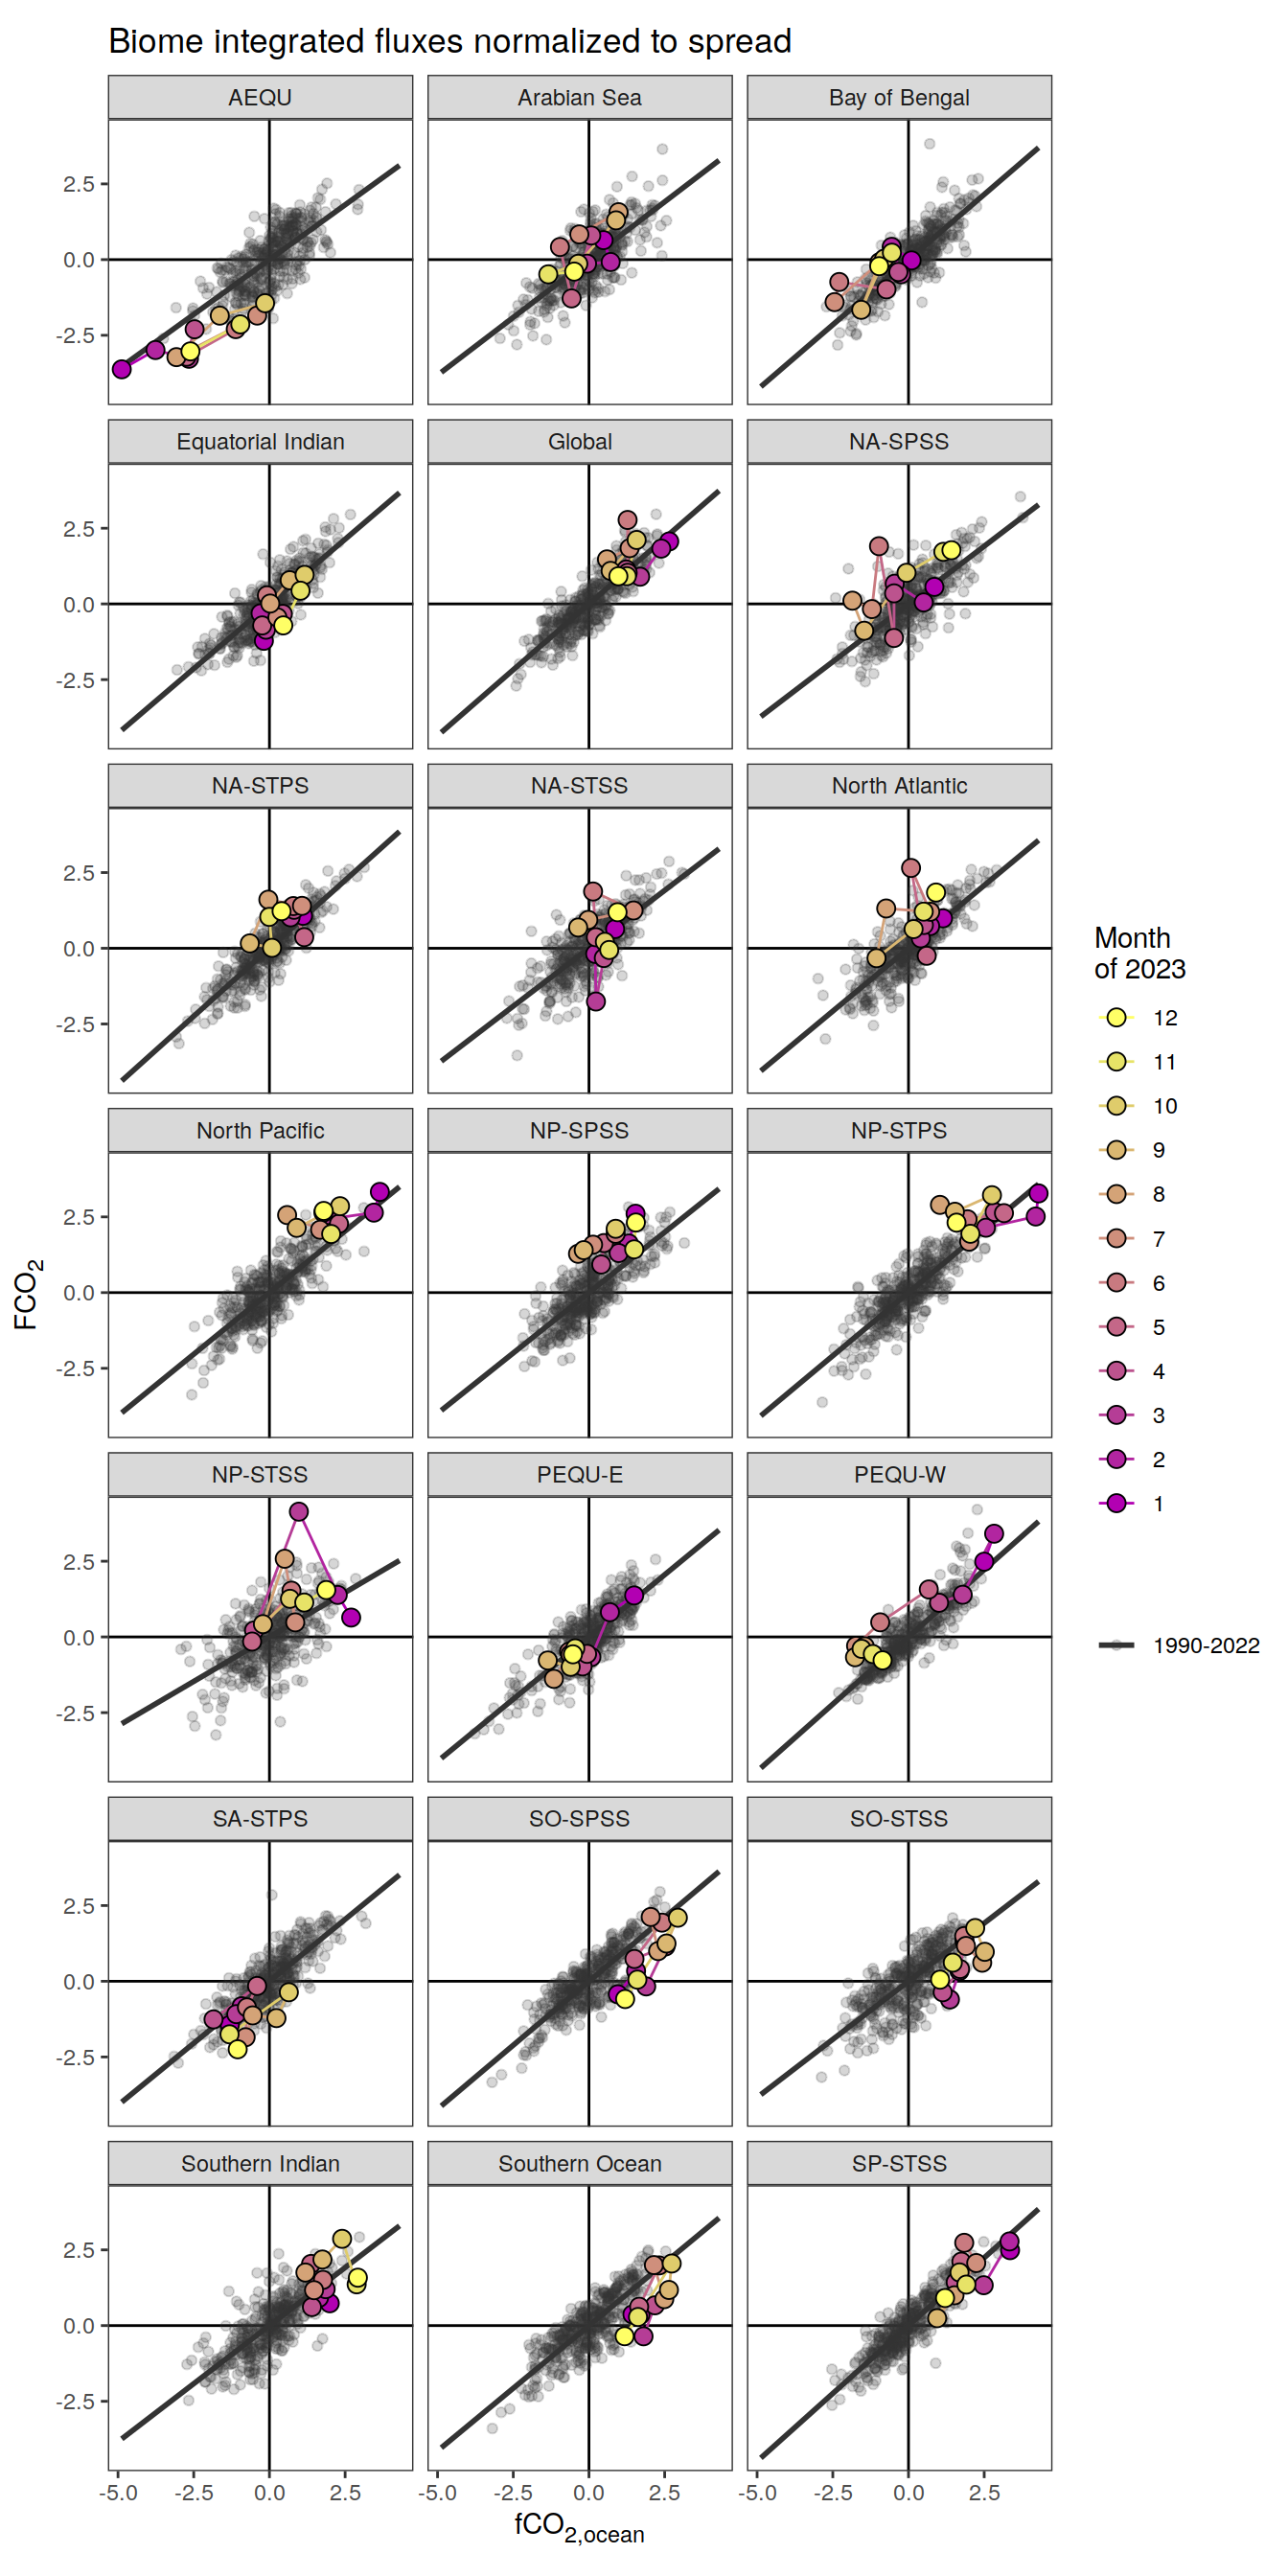 Biome integrated fluxes normalized to spread
AEQU
Arabian Sea
Bay of Bengal
2.5
0.0
-2.5
Equatorial Indian
Global
NA-SPSS
2.5
0.0
-2.5
NA-STPS
NA-STSS
North Atlantic
2.5
0.0
-2.5
North Pacific
NP-SPSS
NP-STPS
2.5
0.0
-2.5
NP-STSS
PEQU-E
PEQU-W
2.5
0.0
-2.5
SA-STPS
SO-SPSS
SO-STSS
2.5
0.0
-2.5
Southern Indian
Southern Ocean
SP-STSS
2.5
0.0
-2.5
-5.0 -2.5 0.0 2.5
-5.0 -2.5 0.0 2.5
-5.0 -2.5 0.0 2.5
fCO2,ocean
FCO2
Month
of 2023
12
11
10
9
8
7
6
5
4
3
2
1
1990-2022